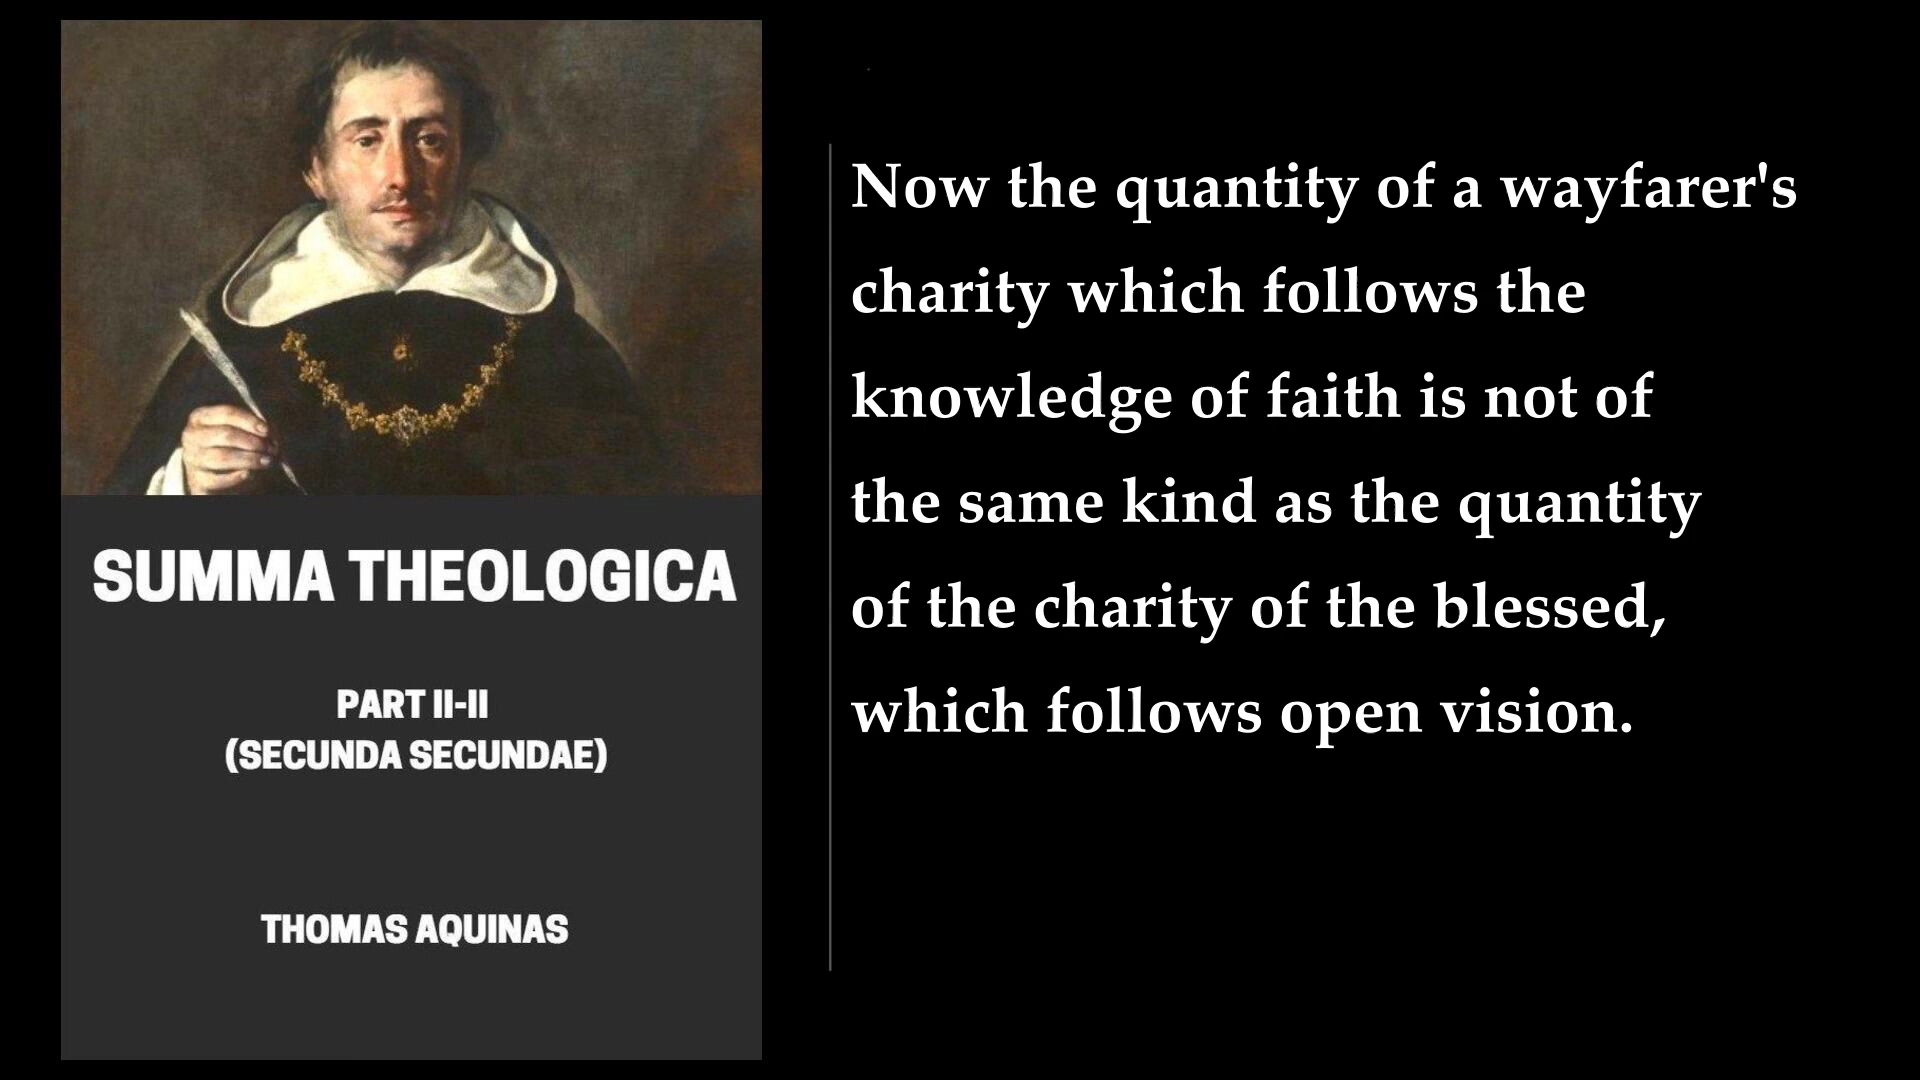 SUMMA THEOLOGICA
PART II-II
(SECUNDA SECUNDAE)
THOMAS AQUINAS
Now the quantity of a wayfarer's
charity which follows the
knowledge of faith is not of
the same kind as the quantity
of the charity of the blessed,
which follows open vision.